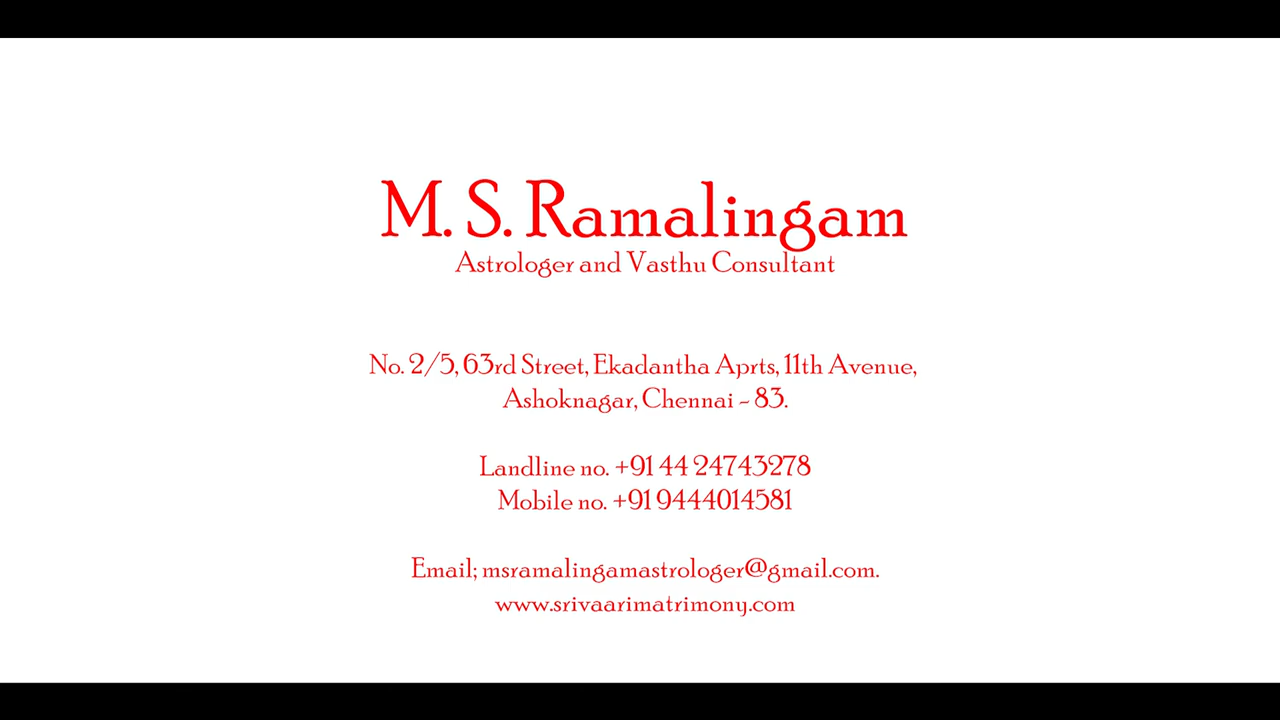 M. S. Ramalingam
Astrologer and Vasthu Consultant
No. 2/5, 63rd Street, Ekadantha Aprts, 11th Avenue,
Ashoknagar, Chennai - 83.
Landline no. +91 44 24743278
Mobile no. +91 9444014581
Email; msramalingamastrologer@gmail.com.
www.srivaarimatrimony.com